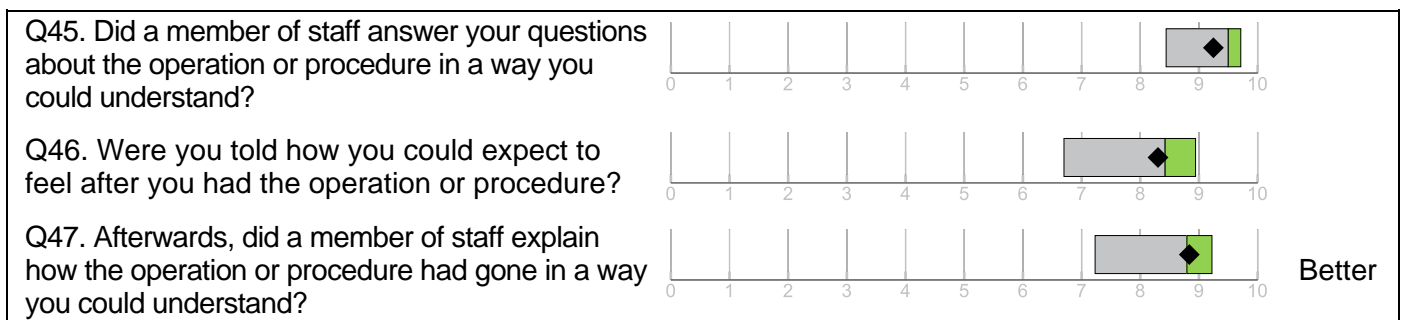 Q45. Did a member of staff answer your questions
about the operation or procedure in a way you
could understand?
0 1 2 3 4 5 6 7 8 9 10
Q46. Were you told how you could expect to
feel after you had the operation or procedure?
0 1 2 3 4 5 6 7 8 9 10
Q47. Afterwards, did a member of staff explain
how the operation or procedure had gone in a way
you could understand?
Better
0 1 2 3 4 5 6 7 8 9 10